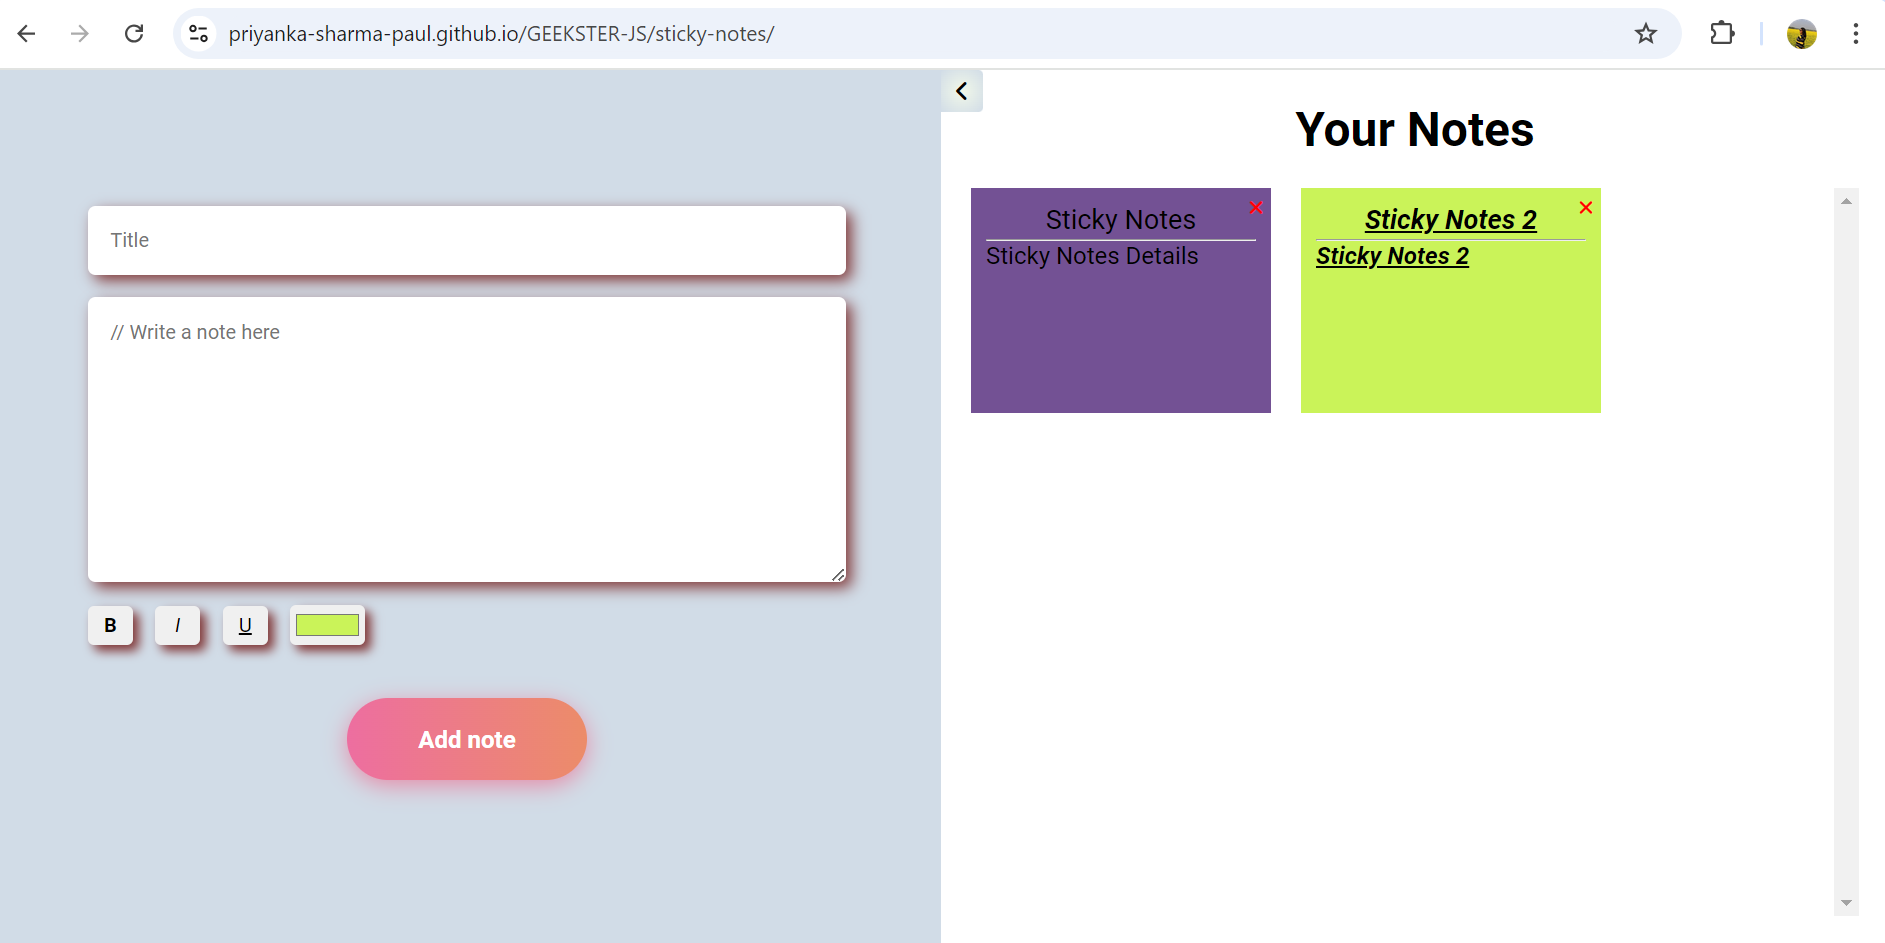 priyanka-sharma-paul.github.io/GEEKSTER-JS/sticky-notes/
Title
// Write a note here
B I U
Add note
Your Notes
Sticky Notes
Sticky Notes Details
Sticky Notes 2
Sticky Notes 2